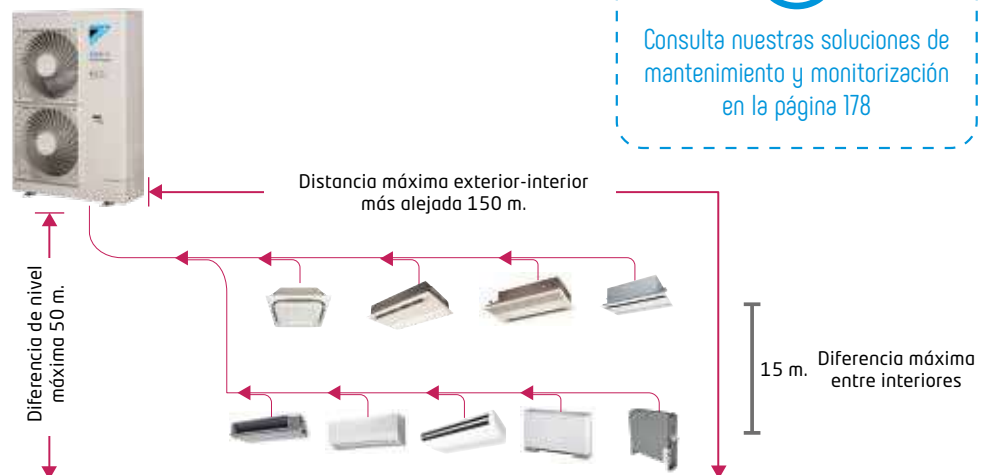 Consulta nuestras soluciones de
mantenimiento y monitorización
en la página 178
Distancia máxima exterior-interior
más alejada 150 m.
Diferencia de nivel
máxima 50 m.
15 m.
Diferencia máxima
entre interiores